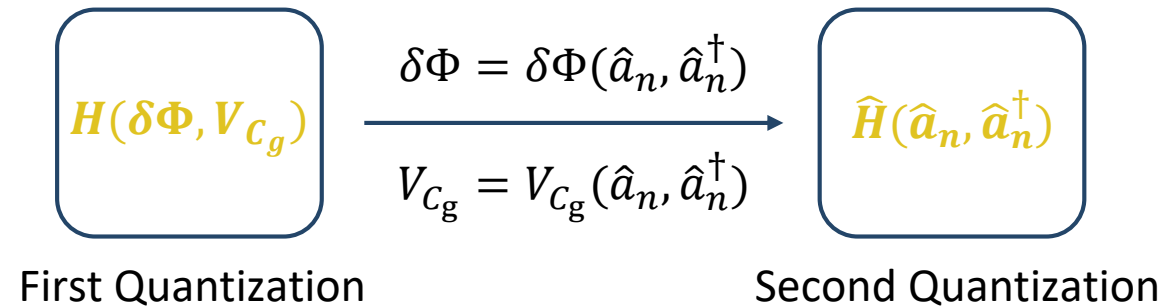 δΦ = δΦ(â_n, â_n^†)
H(δΦ, V_{C_g})
Ĥ(â_n, â_n^†)
V_{C_g} = V_{C_g}(â_n, â_n^†)
First Quantization
Second Quantization